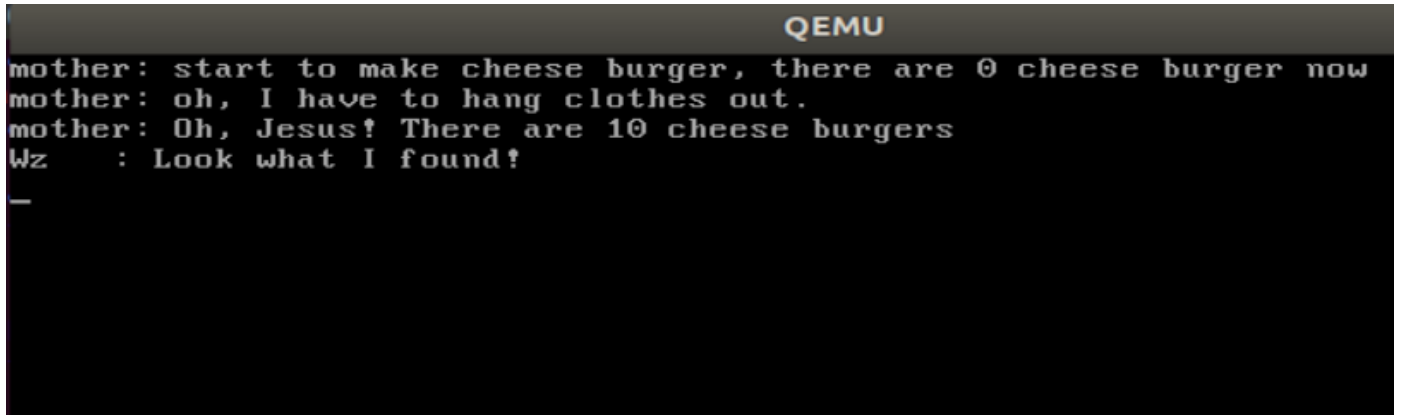 QEMU
mother: start to make cheese burger, there are 0 cheese burger now
mother: oh, I have to hang clothes out.
mother: Oh, Jesus! There are 10 cheese burgers
Wz   : Look what I found!
_